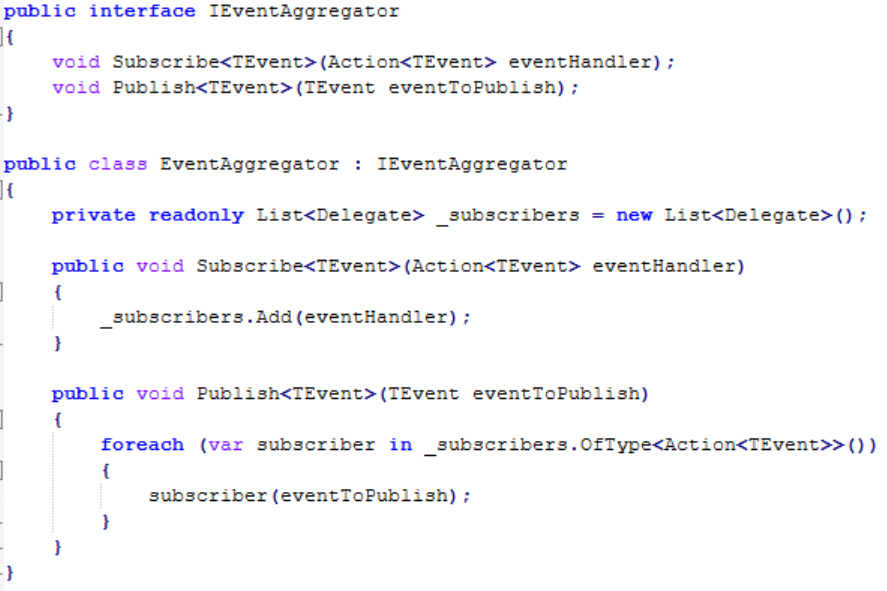 public interface IEventAggregator
{
    void Subscribe<TEvent>(Action<TEvent> eventHandler);
    void Publish<TEvent>(TEvent eventToPublish);
}

public class EventAggregator : IEventAggregator
{
    private readonly List<Delegate> _subscribers = new List<Delegate>();

    public void Subscribe<TEvent>(Action<TEvent> eventHandler)
    {
        _subscribers.Add(eventHandler);
    }

    public void Publish<TEvent>(TEvent eventToPublish)
    {
        foreach (var subscriber in _subscribers.OfType<Action<TEvent>>())
        {
            subscriber(eventToPublish);
        }
    }
}